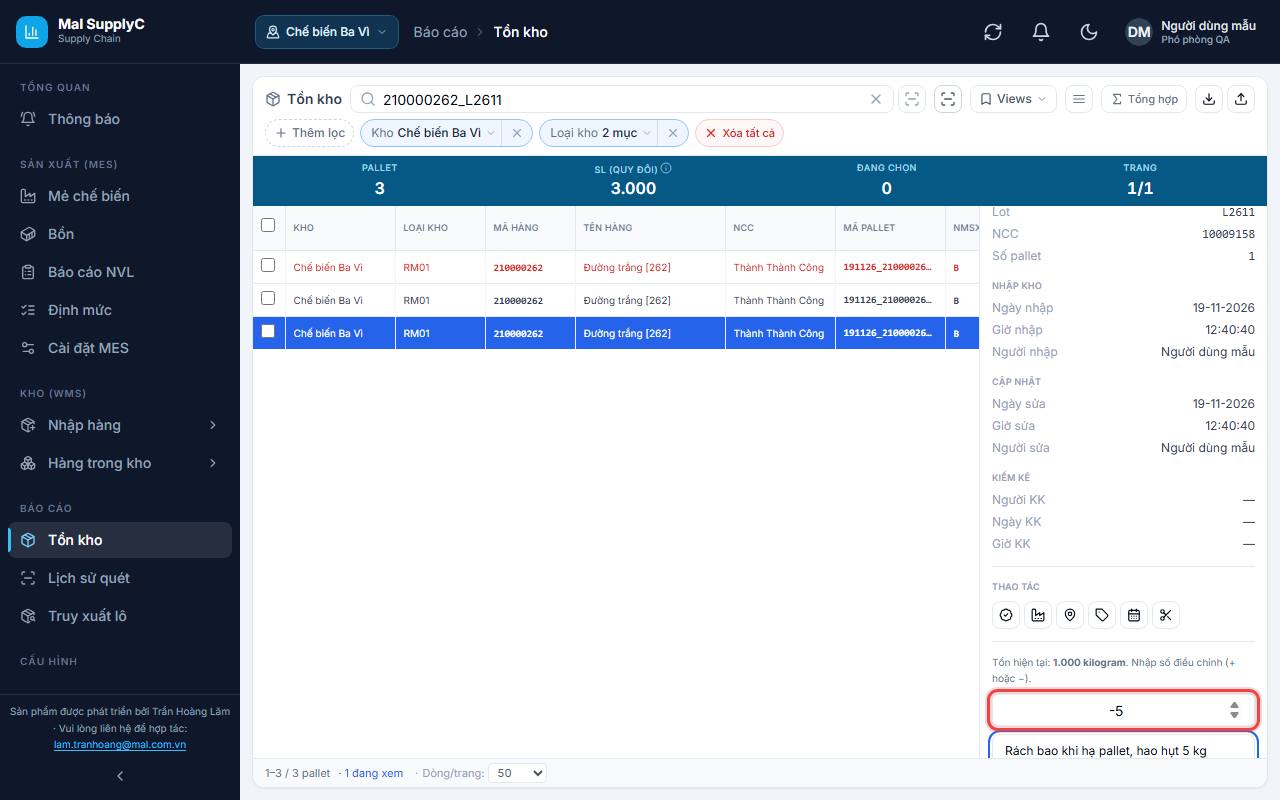 Mal SupplyC
Supply Chain
Chế biến Ba Vì
Báo cáo
Tồn kho
DM
Người dùng mẫu
Phó phòng QA
TỔNG QUAN
Thông báo
SẢN XUẤT (MES)
Mẻ chế biến
Bồn
Báo cáo NVL
Định mức
Cài đặt MES
KHO (WMS)
Nhập hàng
Hàng trong kho
BÁO CÁO
Tồn kho
Lịch sử quét
Truy xuất lô
CẤU HÌNH
Sản phẩm được phát triển bởi Trần Hoàng Lâm
· Vui lòng liên hệ để hợp tác:
lam.tranhoang@mal.com.vn
Tồn kho
210000262_L2611
Views
Tổng hợp
Thêm lọc
Kho Chế biến Ba Vì
Loại kho 2 mục
Xóa tất cả
PALLET
3
SL (QUY ĐỔI)
3.000
ĐANG CHỌN
0
TRANG
1/1
KHO LOẠI KHO MÃ HÀNG TÊN HÀNG NCC MÃ PALLET NMSX
Chế biến Ba Vì RM01 210000262 Đường trắng [262] Thành Thành Công 191126_21000026… B
Chế biến Ba Vì RM01 210000262 Đường trắng [262] Thành Thành Công 191126_21000026… B
Chế biến Ba Vì RM01 210000262 Đường trắng [262] Thành Thành Công 191126_21000026… B
Lot L2611
NCC 10009158
Số pallet 1
NHẬP KHO
Ngày nhập 19-11-2026
Giờ nhập 12:40:40
Người nhập Người dùng mẫu
CẬP NHẬT
Ngày sửa 19-11-2026
Giờ sửa 12:40:40
Người sửa Người dùng mẫu
KIỂM KÊ
Người KK —
Ngày KK —
Giờ KK —
THAO TÁC
Tồn hiện tại: 1.000 kilogram. Nhập số điều chỉnh (+
hoặc −).
-5
Rách bao khi hạ pallet, hao hụt 5 kg
1–3 / 3 pallet · 1 đang xem · Dòng/trang: 50